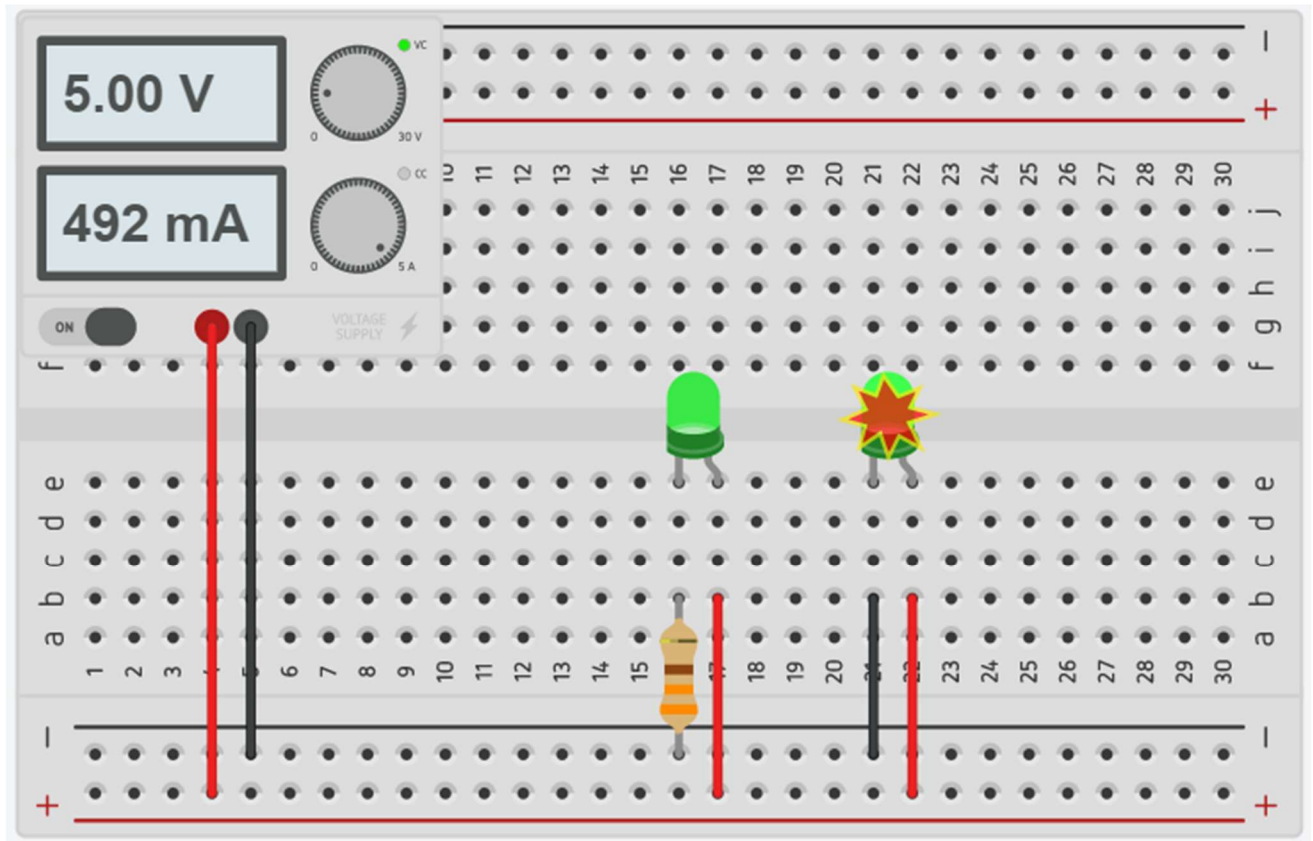 5.00 V
VC
0 30 V
CC
492 mA
0 5 A
ON
VOLTAGE
SUPPLY
−
+
10 11 12 13 14 15 16 17 18 19 20 21 22 23 24 25 26 27 28 29 30
j
i
h
g
f f
e e
d d
c c
b b
a a
1 2 3 4 5 6 7 8 9 10 11 12 13 14 15 16 17 18 19 20 21 22 23 24 25 26 27 28 29 30
− −
+ +